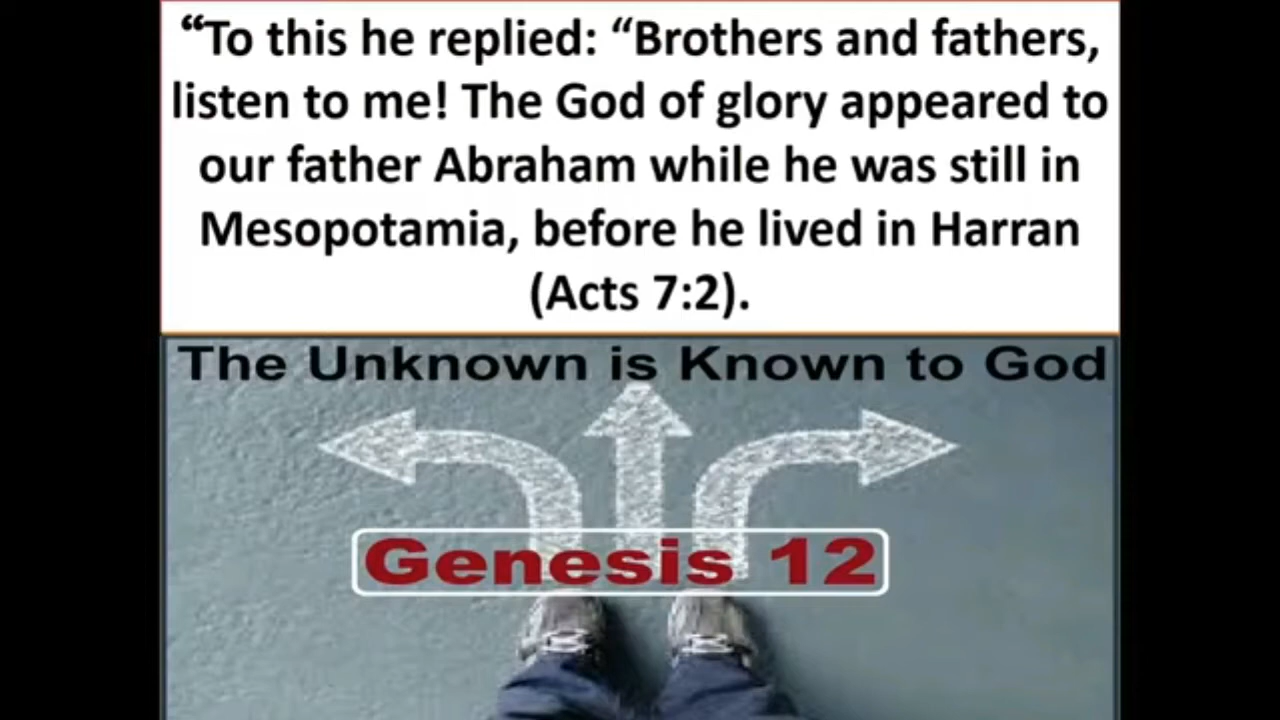 “To this he replied: “Brothers and fathers,
listen to me! The God of glory appeared to
our father Abraham while he was still in
Mesopotamia, before he lived in Harran
(Acts 7:2).
The Unknown is Known to God
Genesis 12